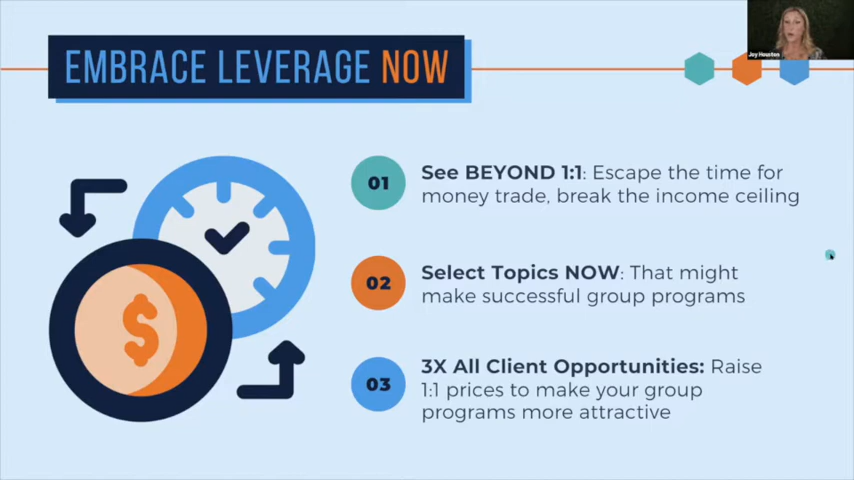 EMBRACE LEVERAGE NOW
Joy Houston
01
See BEYOND 1:1: Escape the time for
money trade, break the income ceiling
02
Select Topics NOW: That might
make successful group programs
03
3X All Client Opportunities: Raise
1:1 prices to make your group
programs more attractive
$